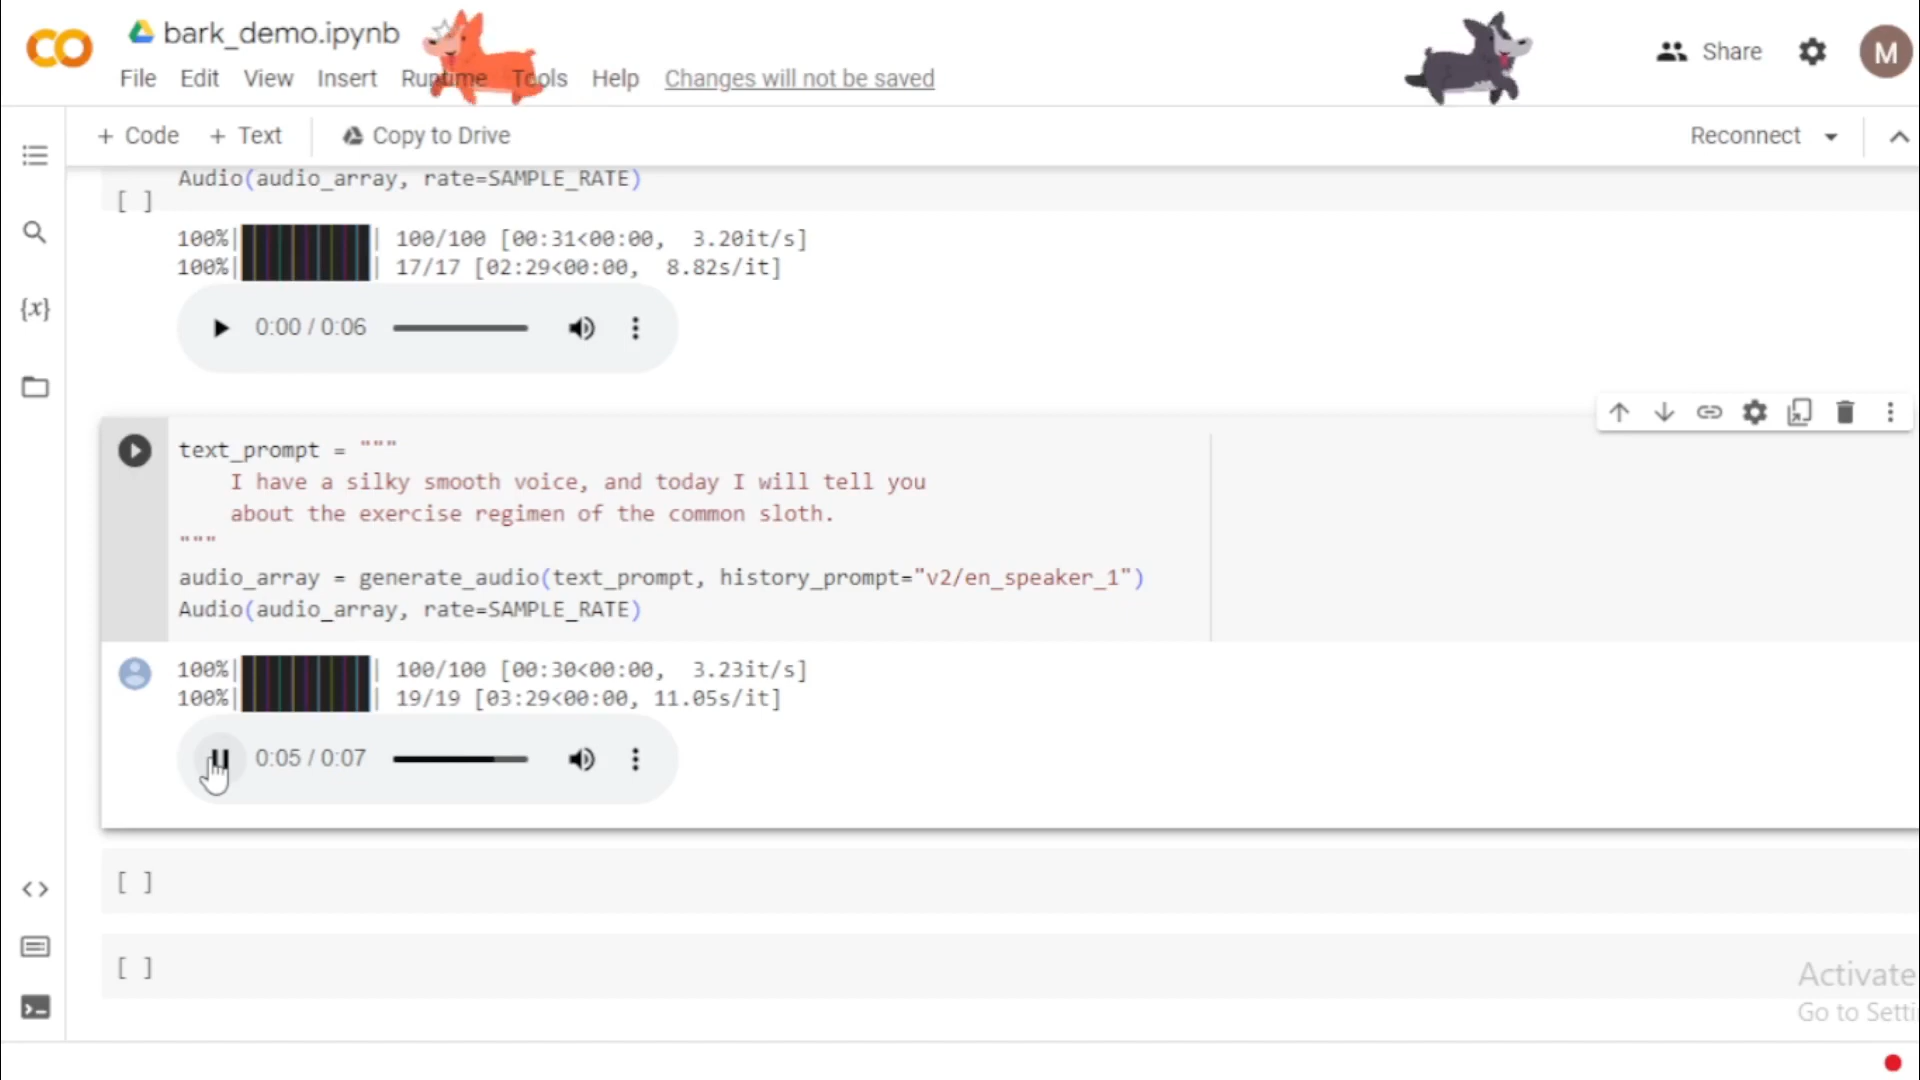 bark_demo.ipynb
File Edit View Insert Runtime Tools Help Changes will not be saved
Share
M
+ Code + Text Copy to Drive
Reconnect
Audio(audio_array, rate=SAMPLE_RATE)
[ ]
100%| | 100/100 [00:31<00:00, 3.20it/s]
100%| | 17/17 [02:29<00:00, 8.82s/it]
0:00 / 0:06
{x}
text_prompt = """
I have a silky smooth voice, and today I will tell you
about the exercise regimen of the common sloth.
"""
audio_array = generate_audio(text_prompt, history_prompt="v2/en_speaker_1")
Audio(audio_array, rate=SAMPLE_RATE)
100%| | 100/100 [00:30<00:00, 3.23it/s]
100%| | 19/19 [03:29<00:00, 11.05s/it]
0:05 / 0:07
[ ]
[ ]
Activate
Go to Setti